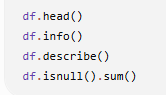 df.head()
df.info()
df.describe()
df.isnull().sum()